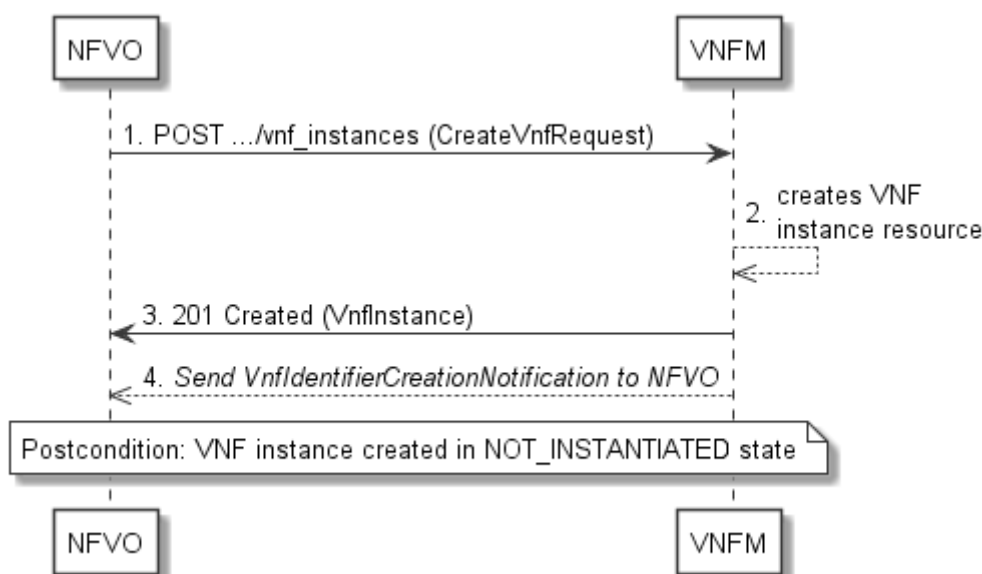 NFVO
VNFM
1. POST .../vnf_instances (CreateVnfRequest)
2. creates VNF
instance resource
3. 201 Created (VnfInstance)
4. Send VnfIdentifierCreationNotification to NFVO
Postcondition: VNF instance created in NOT_INSTANTIATED state
NFVO
VNFM